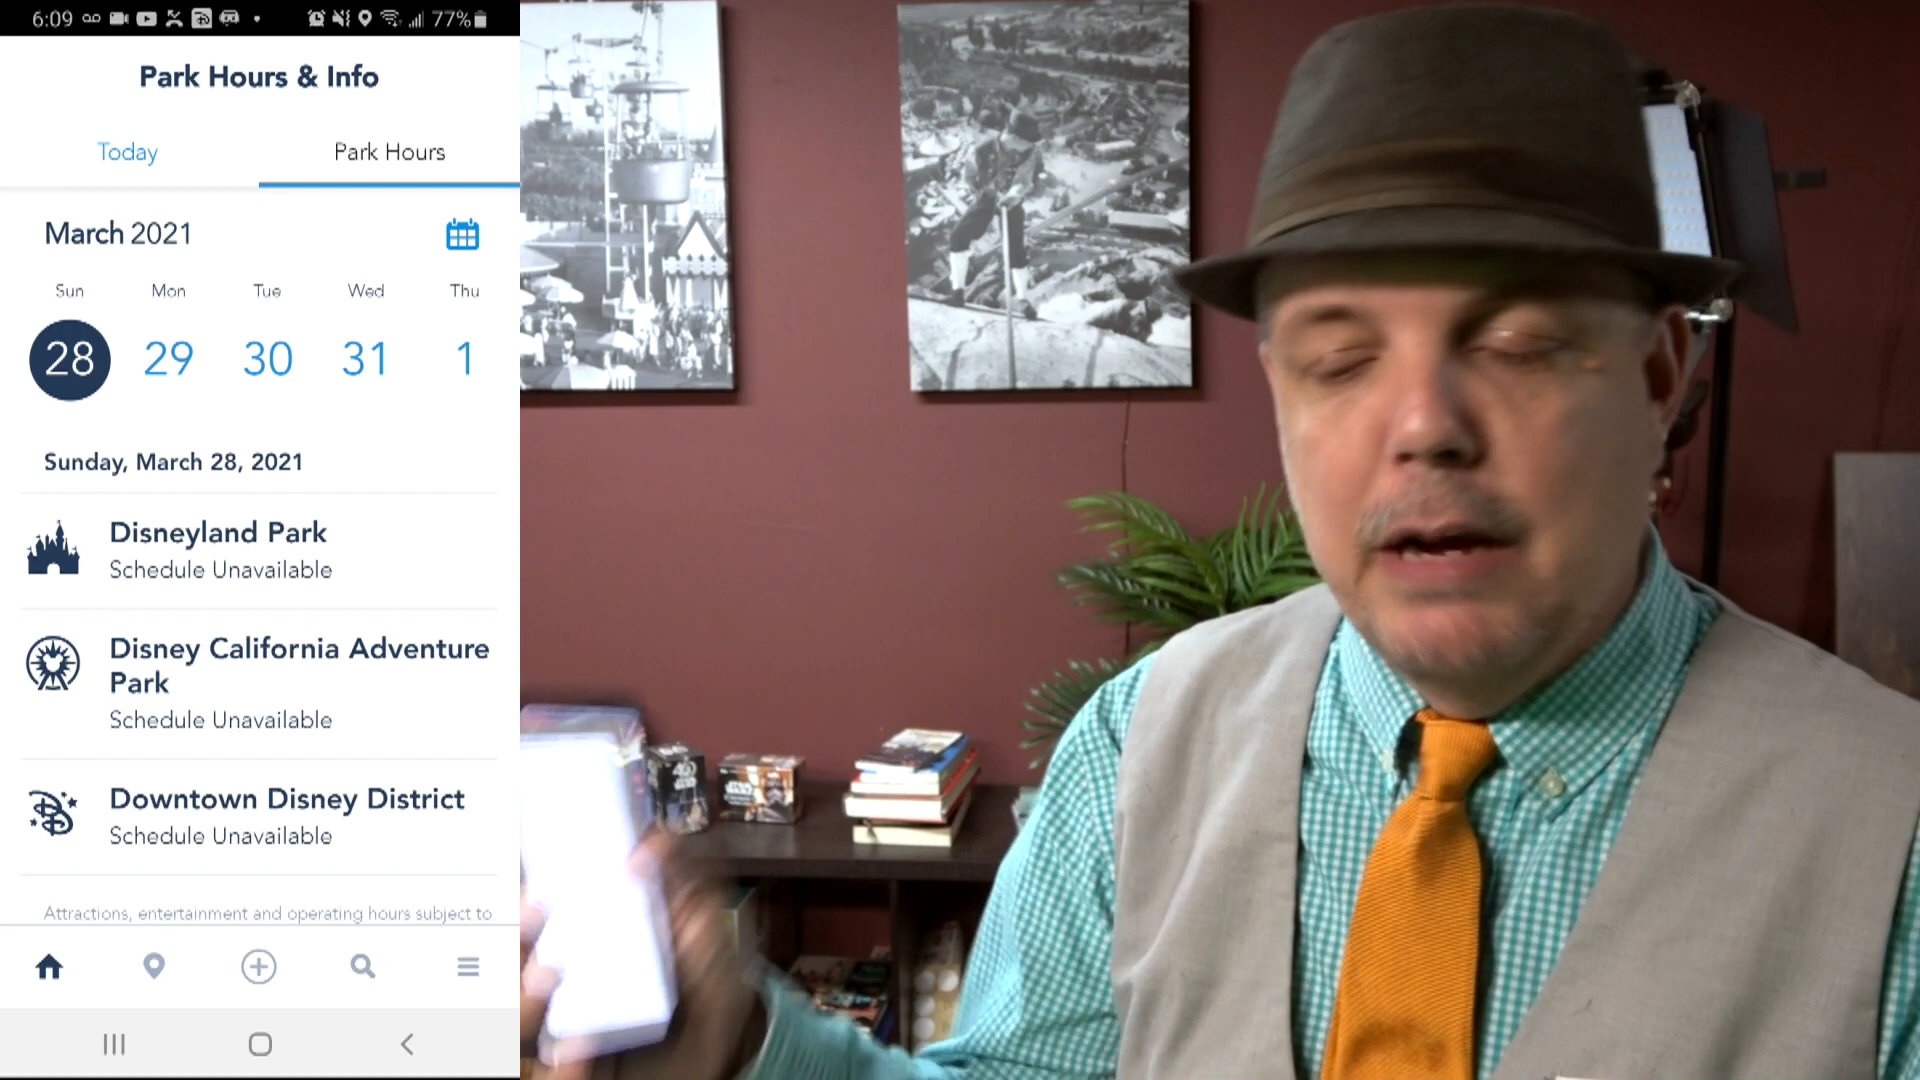 6:09
77%
Park Hours & Info
Today Park Hours
March 2021
Sun Mon Tue Wed Thu
28 29 30 31 1
Sunday, March 28, 2021
Disneyland Park
Schedule Unavailable
Disney California Adventure
Park
Schedule Unavailable
Downtown Disney District
Schedule Unavailable
Attractions, entertainment and operating hours subject to
STAR WARS